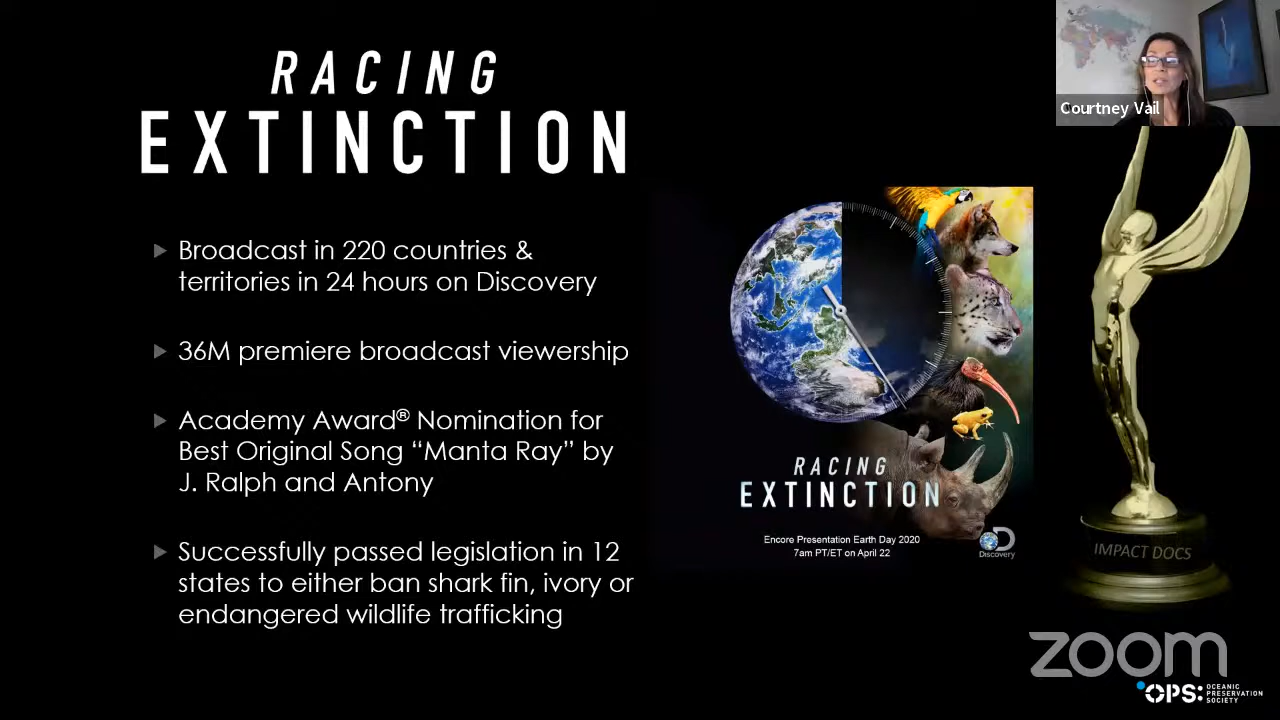 RACING
EXTINCTION
Courtney Vail
Broadcast in 220 countries &
territories in 24 hours on Discovery
36M premiere broadcast viewership
Academy Award® Nomination for
Best Original Song “Manta Ray” by
J. Ralph and Antony
Successfully passed legislation in 12
states to either ban shark fin, ivory or
endangered wildlife trafficking
RACING
EXTINCTION
Encore Presentation Earth Day 2020
7am PT/ET on April 22
Discovery
IMPACT DOCS
zoom
OPS:
OCEANIC
PRESERVATION
SOCIETY